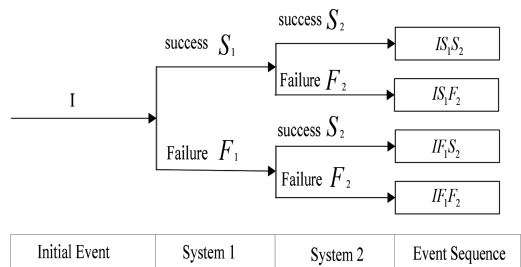 success S₂
success S₁
IS₁S₂
Failure F₂
IS₁F₂
I
success S₂
Failure F₁
IF₁S₂
Failure F₂
IF₁F₂
Initial Event System 1 System 2 Event Sequence